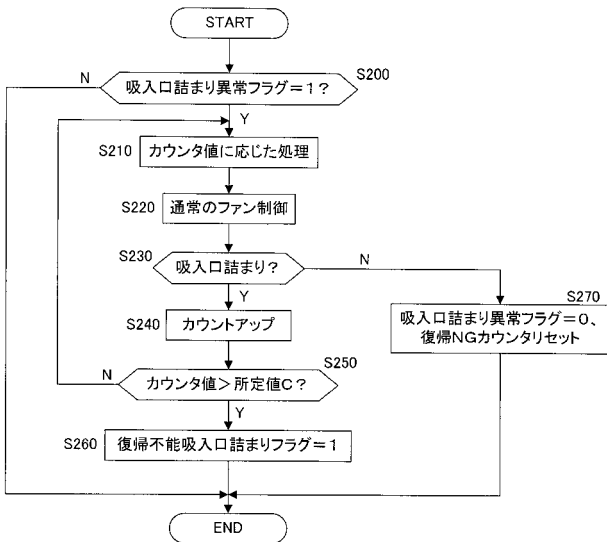 START
N
吸入口詰まり異常フラグ＝1？
S200
Y
S210
カウンタ値に応じた処理
S220
通常のファン制御
S230
吸入口詰まり？
N
Y
S240
カウントアップ
S270
吸入口詰まり異常フラグ＝0、
復帰NGカウンタリセット
S250
N
カウンタ値＞所定値C？
Y
S260
復帰不能吸入口詰まりフラグ＝1
END